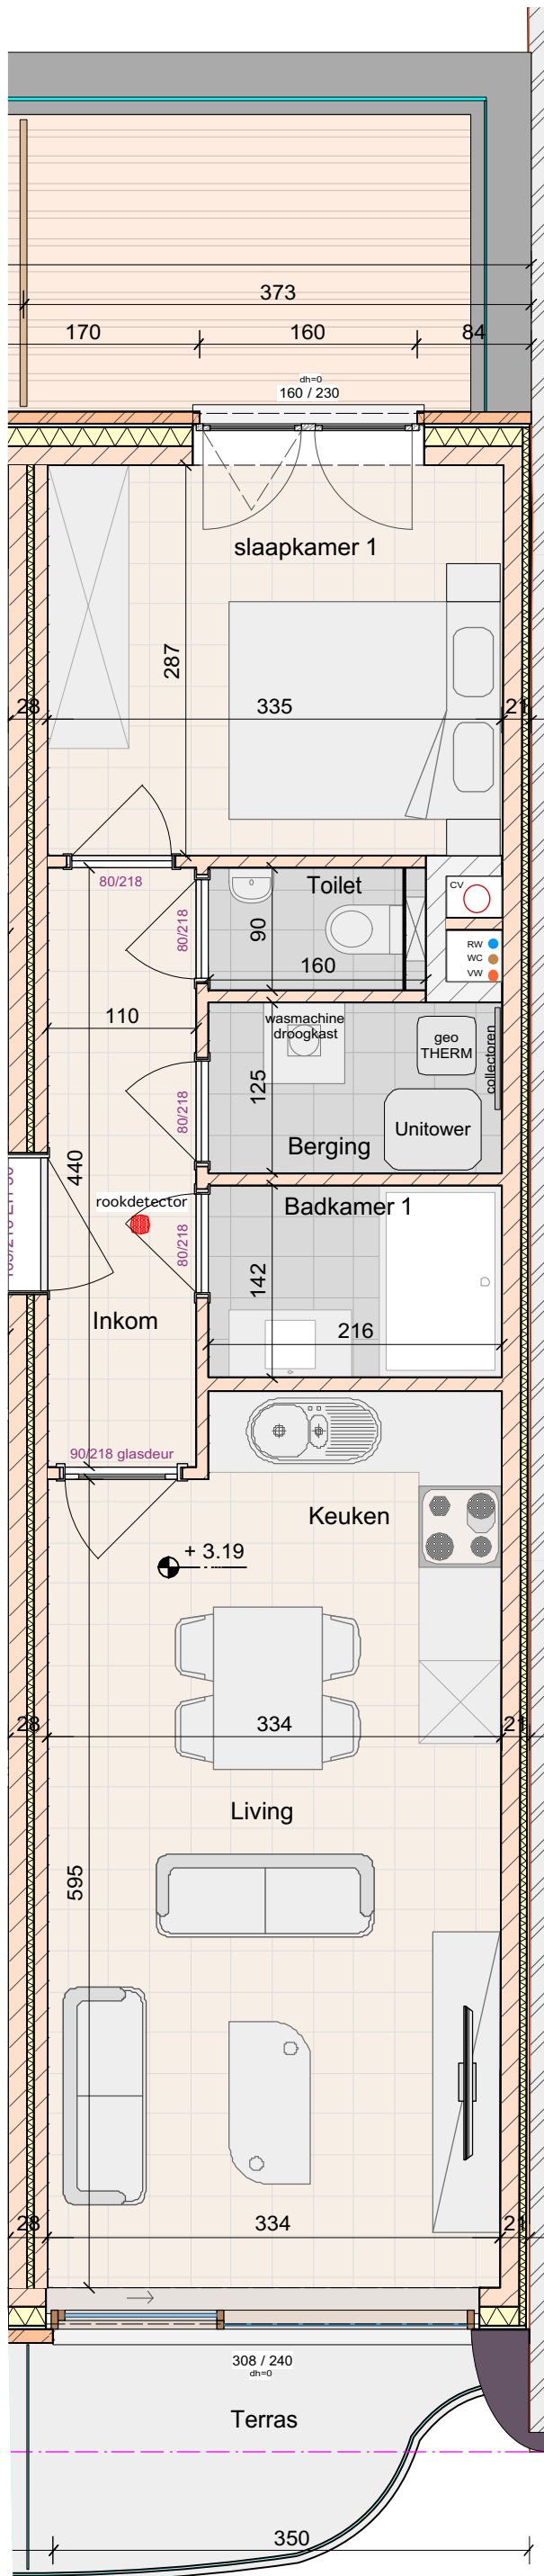 373
170
160
84
dh=0
160 / 230
slaapkamer 1
287
28
335
21
80/218
80/218
Toilet
CV
90
RW
WC
VW
160
110
wasmachine
droogkast
geo
THERM
collectoren
125
80/218
Unitower
Berging
440
rookdetector
80/218
Badkamer 1
142
Inkom
216
90/218 glasdeur
Keuken
+ 3.19
28
334
21
Living
595
28
334
21
308 / 240
dh=0
Terras
350